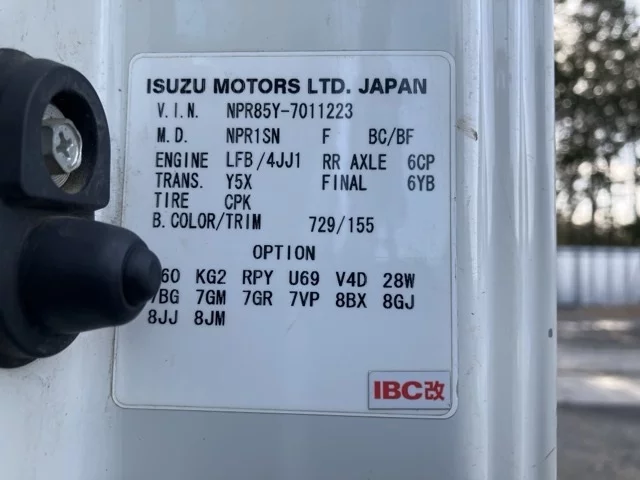 ISUZU MOTORS LTD. JAPAN
V.I.N. NPR85Y-7011223
M.D. NPR1SN F BC/BF
ENGINE LFB/4JJ1 RR AXLE 6CP
TRANS. Y5X FINAL 6YB
TIRE CPK
B.COLOR/TRIM 729/155
OPTION
KG2 RPY U69 V4D 28W
7BG 7GM 7GR 7VP 8BX 8GJ
8JJ 8JM
IBC改